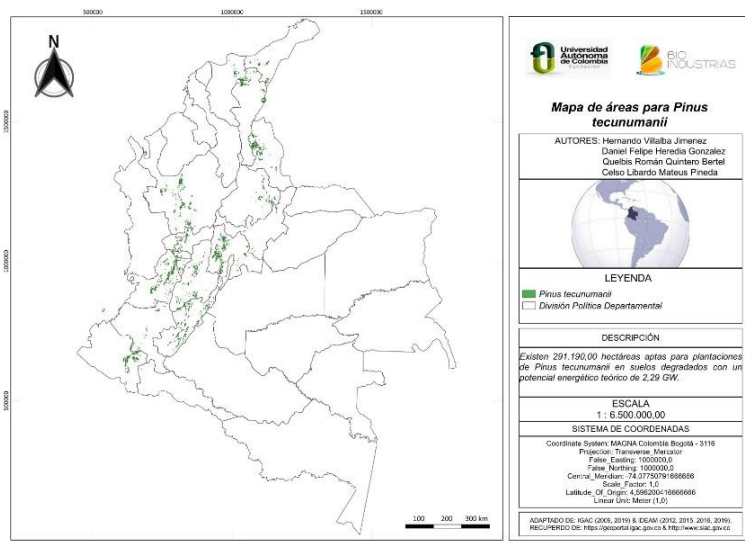 500000 1000000 1500000
N
1500000
1000000
500000
100 200 300 km
Universidad
Autónoma
de Colombia
BIO
INDUSTRIAS
Mapa de áreas para Pinus
tecunumanii
AUTORES: Hernando Villalba Jimenez
Daniel Felipe Heredia Gonzalez
Quelbis Román Quintero Bertel
Celso Libardo Mateus Pineda
LEYENDA
Pinus tecunumanii
División Política Departamental
DESCRIPCIÓN
Existen 291.190,00 hectáreas aptas para plantaciones
de Pinus tecunumanii en suelos degradados con un
potencial energético teórico de 2,29 GW.
ESCALA
1 : 6.500.000,00
SISTEMA DE COORDENADAS
Coordinate System: MAGNA Colombia Bogotá - 3116
Projection: Transverse_Mercator
False_Easting: 1000000,0
False_Northing: 1000000,0
Central_Meridian: -74,07750791666666
Scale_Factor: 1,0
Latitude_Of_Origin: 4,596200416666666
Linear Unit: Meter (1,0)
ADAPTADO DE: IGAC (2009, 2019) & IDEAM (2012, 2015, 2016, 2019).
RECUPERDO DE: https://geoportal.igac.gov.co & http://www.siac.gov.co